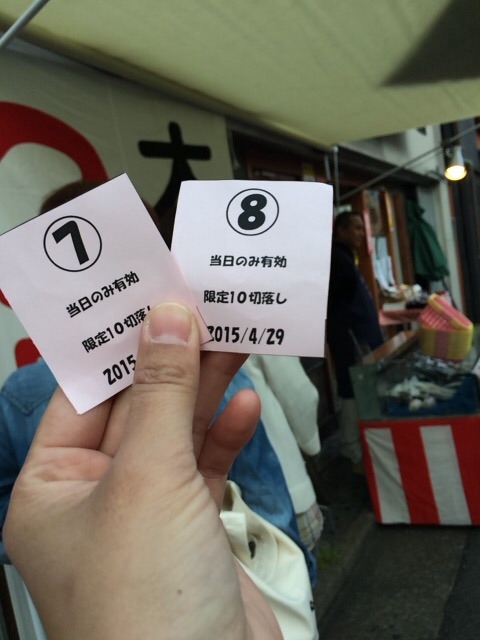 大
⑦
当日のみ有効
限定10切落し
2015
⑧
当日のみ有効
限定10切落し
2015/4/29